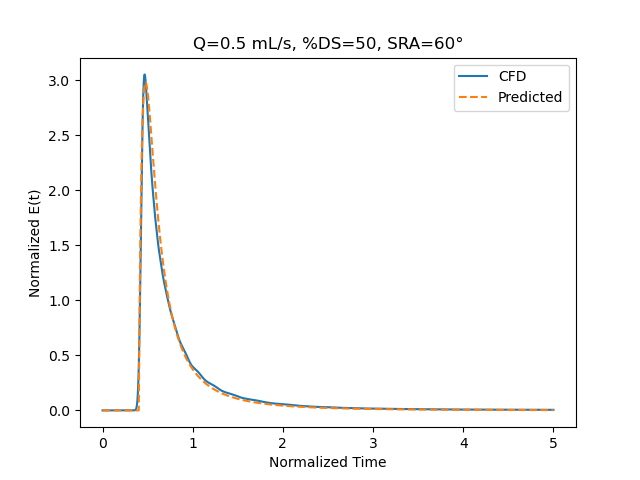 Q=0.5 mL/s, %DS=50, SRA=60°
CFD
Predicted
Normalized E(t)
3.0
2.5
2.0
1.5
1.0
0.5
0.0
0 1 2 3 4 5
Normalized Time